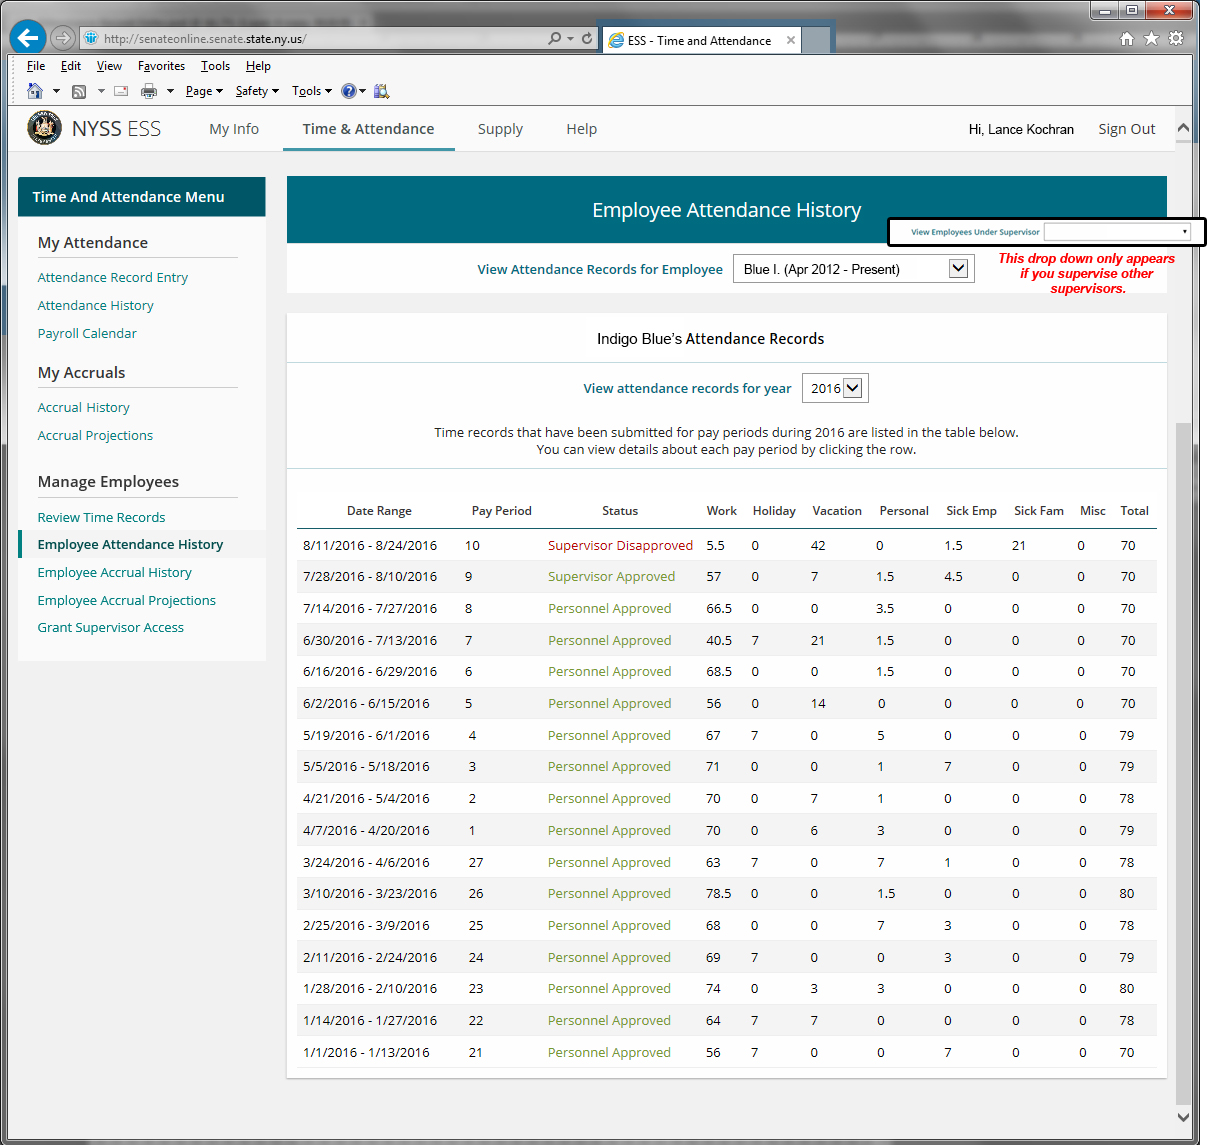 http://senateonline.senate.state.ny.us/
ESS - Time and Attendance
File Edit View Favorites Tools Help
Page Safety Tools
NYSS ESS My Info Time & Attendance Supply Help Hi, Lance Kochran Sign Out
Time And Attendance Menu
My Attendance
Attendance Record Entry
Attendance History
Payroll Calendar
My Accruals
Accrual History
Accrual Projections
Manage Employees
Review Time Records
Employee Attendance History
Employee Accrual History
Employee Accrual Projections
Grant Supervisor Access
Employee Attendance History
View Employees Under Supervisor
View Attendance Records for Employee Blue I. (Apr 2012 - Present)
This drop down only appears
if you supervise other
supervisors.
Indigo Blue's Attendance Records
View attendance records for year 2016
Time records that have been submitted for pay periods during 2016 are listed in the table below.
You can view details about each pay period by clicking the row.
Date Range Pay Period Status Work Holiday Vacation Personal Sick Emp Sick Fam Misc Total
8/11/2016 - 8/24/2016 10 Supervisor Disapproved 5.5 0 42 0 1.5 21 0 70
7/28/2016 - 8/10/2016 9 Supervisor Approved 57 0 7 1.5 4.5 0 0 70
7/14/2016 - 7/27/2016 8 Personnel Approved 66.5 0 0 3.5 0 0 0 70
6/30/2016 - 7/13/2016 7 Personnel Approved 40.5 7 21 1.5 0 0 0 70
6/16/2016 - 6/29/2016 6 Personnel Approved 68.5 0 0 1.5 0 0 0 70
6/2/2016 - 6/15/2016 5 Personnel Approved 56 0 14 0 0 0 0 70
5/19/2016 - 6/1/2016 4 Personnel Approved 67 7 0 5 0 0 0 79
5/5/2016 - 5/18/2016 3 Personnel Approved 71 0 0 1 7 0 0 79
4/21/2016 - 5/4/2016 2 Personnel Approved 70 0 7 1 0 0 0 78
4/7/2016 - 4/20/2016 1 Personnel Approved 70 0 6 3 0 0 0 79
3/24/2016 - 4/6/2016 27 Personnel Approved 63 7 0 7 1 0 0 78
3/10/2016 - 3/23/2016 26 Personnel Approved 78.5 0 0 1.5 0 0 0 80
2/25/2016 - 3/9/2016 25 Personnel Approved 68 0 0 7 3 0 0 78
2/11/2016 - 2/24/2016 24 Personnel Approved 69 7 0 0 3 0 0 79
1/28/2016 - 2/10/2016 23 Personnel Approved 74 0 3 3 0 0 0 80
1/14/2016 - 1/27/2016 22 Personnel Approved 64 7 7 0 0 0 0 78
1/1/2016 - 1/13/2016 21 Personnel Approved 56 7 0 0 7 0 0 70